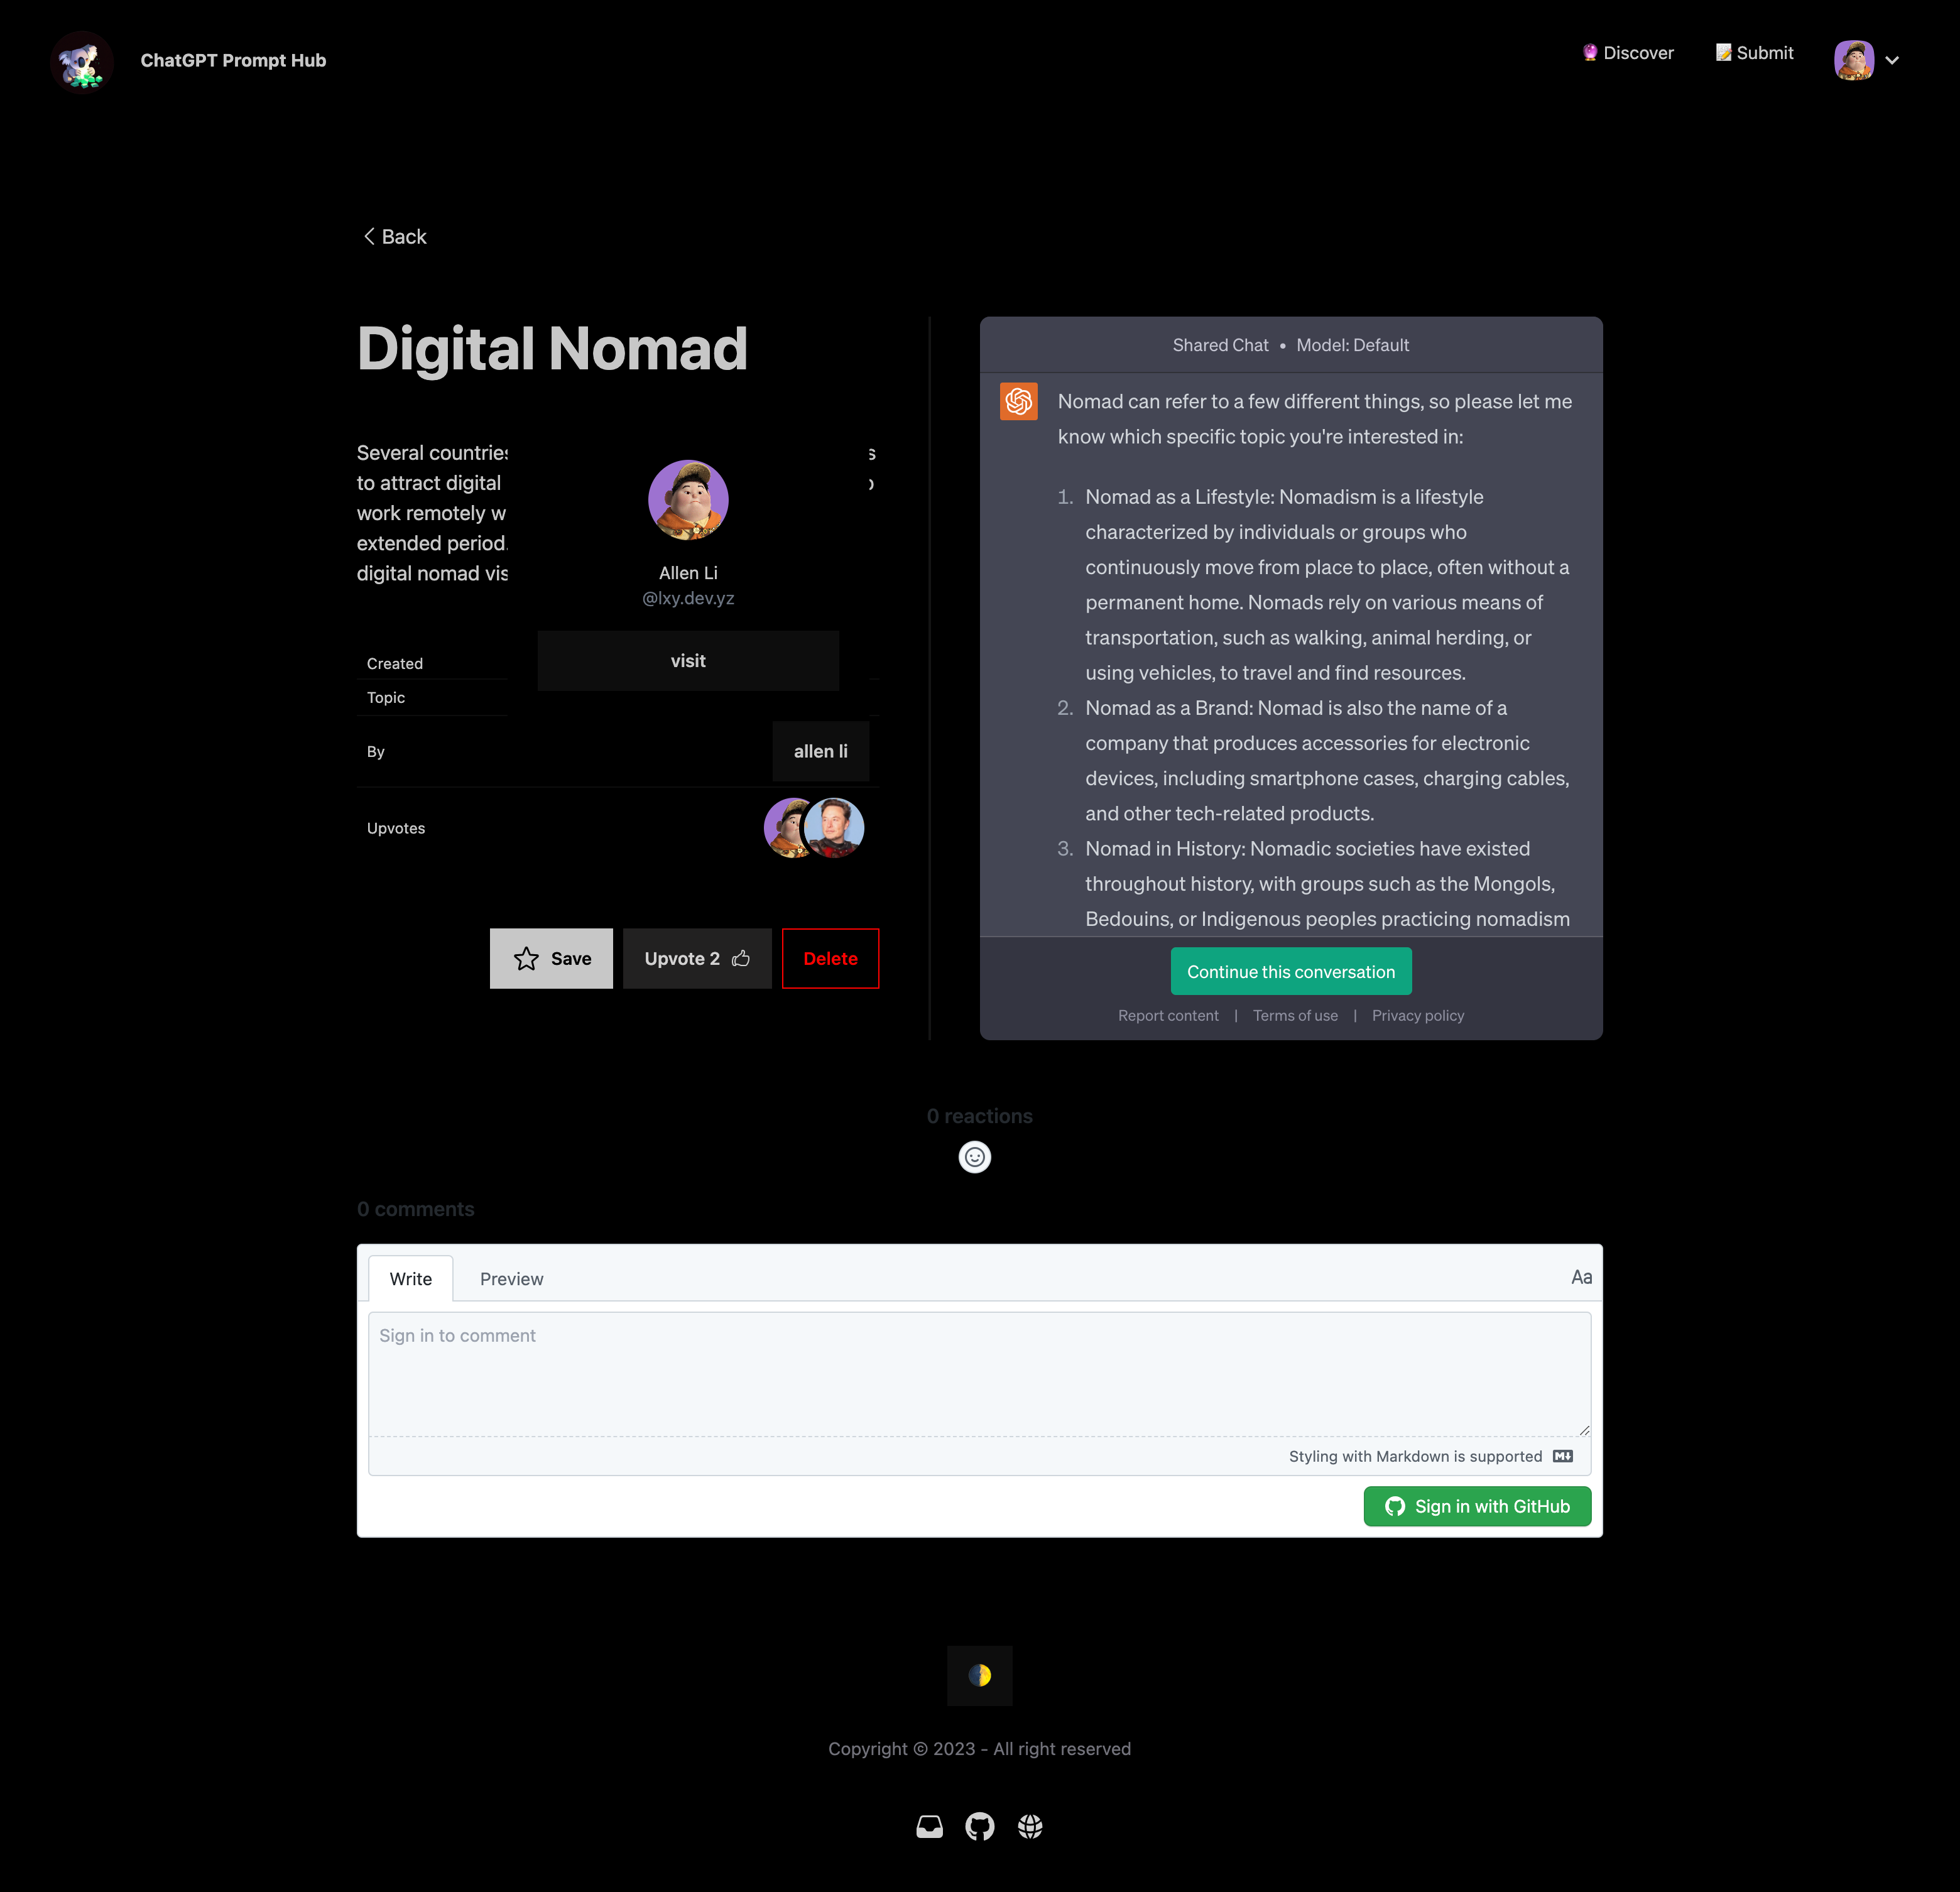 ChatGPT Prompt Hub
Discover
Submit
Back
Digital Nomad
Several countries
to attract digital
work remotely w
extended period.
digital nomad
Allen Li
@lxy.dev.yz
visit
Created
Topic
By
allen li
Upvotes
Save
Upvote 2
Delete
Shared Chat • Model: Default
Nomad can refer to a few different things, so please let me
know which specific topic you're interested in:
1. Nomad as a Lifestyle: Nomadism is a lifestyle
characterized by individuals or groups who
continuously move from place to place, often without a
permanent home. Nomads rely on various means of
transportation, such as walking, animal herding, or
using vehicles, to travel and find resources.
2. Nomad as a Brand: Nomad is also the name of a
company that produces accessories for electronic
devices, including smartphone cases, charging cables,
and other tech-related products.
3. Nomad in History: Nomadic societies have existed
throughout history, with groups such as the Mongols,
Bedouins, or Indigenous peoples practicing nomadism
Continue this conversation
Report content | Terms of use | Privacy policy
0 reactions
0 comments
Write
Preview
Aa
Sign in to comment
Styling with Markdown is supported
Sign in with GitHub
Copyright © 2023 - All right reserved